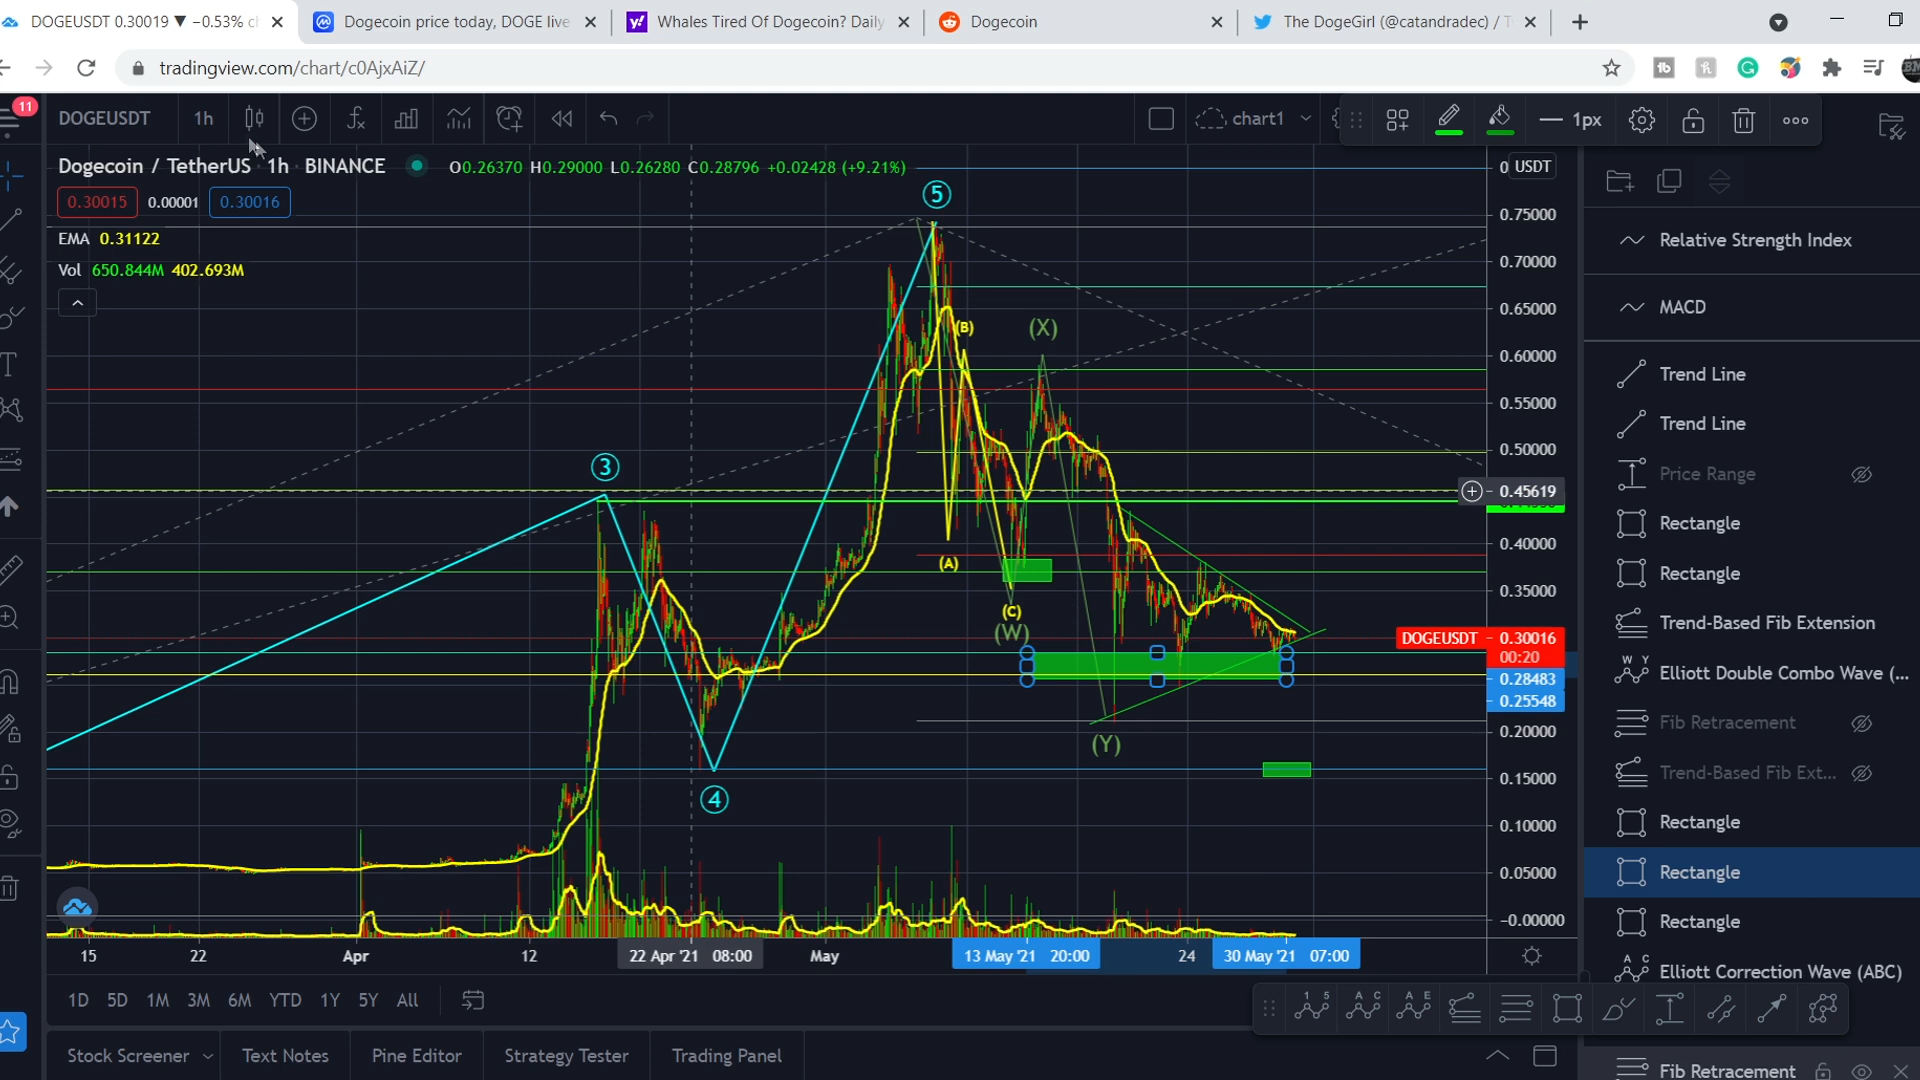 DOGEUSDT 0.30019 ▼ −0.53% c
Dogecoin price today, DOGE live
Whales Tired Of Dogecoin? Daily
Dogecoin
The DogeGirl (@catandradec) / T
tradingview.com/chart/c0AjxAiZ/
11
DOGEUSDT
1h
chart1
1px
Dogecoin / TetherUS · 1h · BINANCE
O0.26370 H0.29000 L0.26280 C0.28796 +0.02428 (+9.21%)
0.30015 0.00001 0.30016
EMA 0.31122
Vol 650.844M 402.693M
0 USDT
0.75000
0.70000
0.65000
0.60000
0.55000
0.50000
0.45619
0.40000
0.35000
DOGEUSDT 0.30016
00:20
0.28483
0.25548
0.20000
0.15000
0.10000
0.05000
−0.00000
5
(B)
(X)
3
(A)
(C)
(W)
(Y)
4
15 22 Apr 12 22 Apr '21 08:00 May 13 May '21 20:00 24 30 May '21 07:00
1D 5D 1M 3M 6M YTD 1Y 5Y All
Stock Screener Text Notes Pine Editor Strategy Tester Trading Panel
Relative Strength Index
MACD
Trend Line
Trend Line
Price Range
Rectangle
Rectangle
Trend-Based Fib Extension
Elliott Double Combo Wave (...
Fib Retracement
Trend-Based Fib Ext...
Rectangle
Rectangle
Rectangle
Elliott Correction Wave (ABC)
Fib Retracement